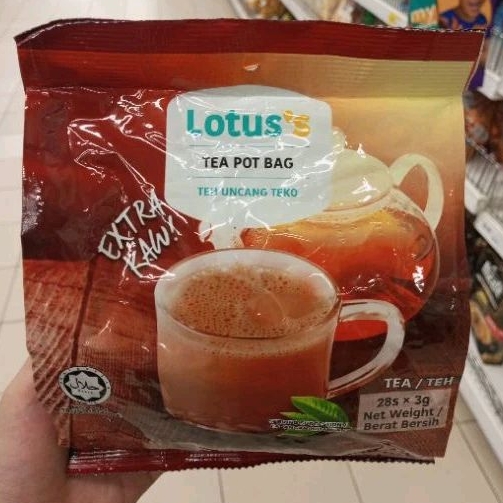 Lotus's
TEA POT BAG
TEH UNCANG TEKO
EXTRA
KAW!
TEA / TEH
28s × 3g
Net Weight /
Berat Bersih